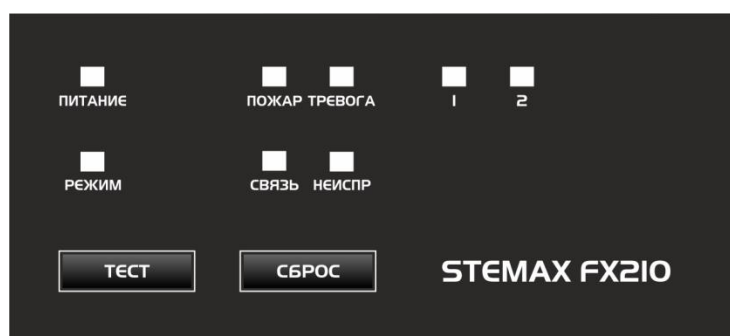 ПИТАНИЕ ПОЖАР ТРЕВОГА 1 2
РЕЖИМ СВЯЗЬ НЕИСПР
ТЕСТ СБРОС STEMAX FX210